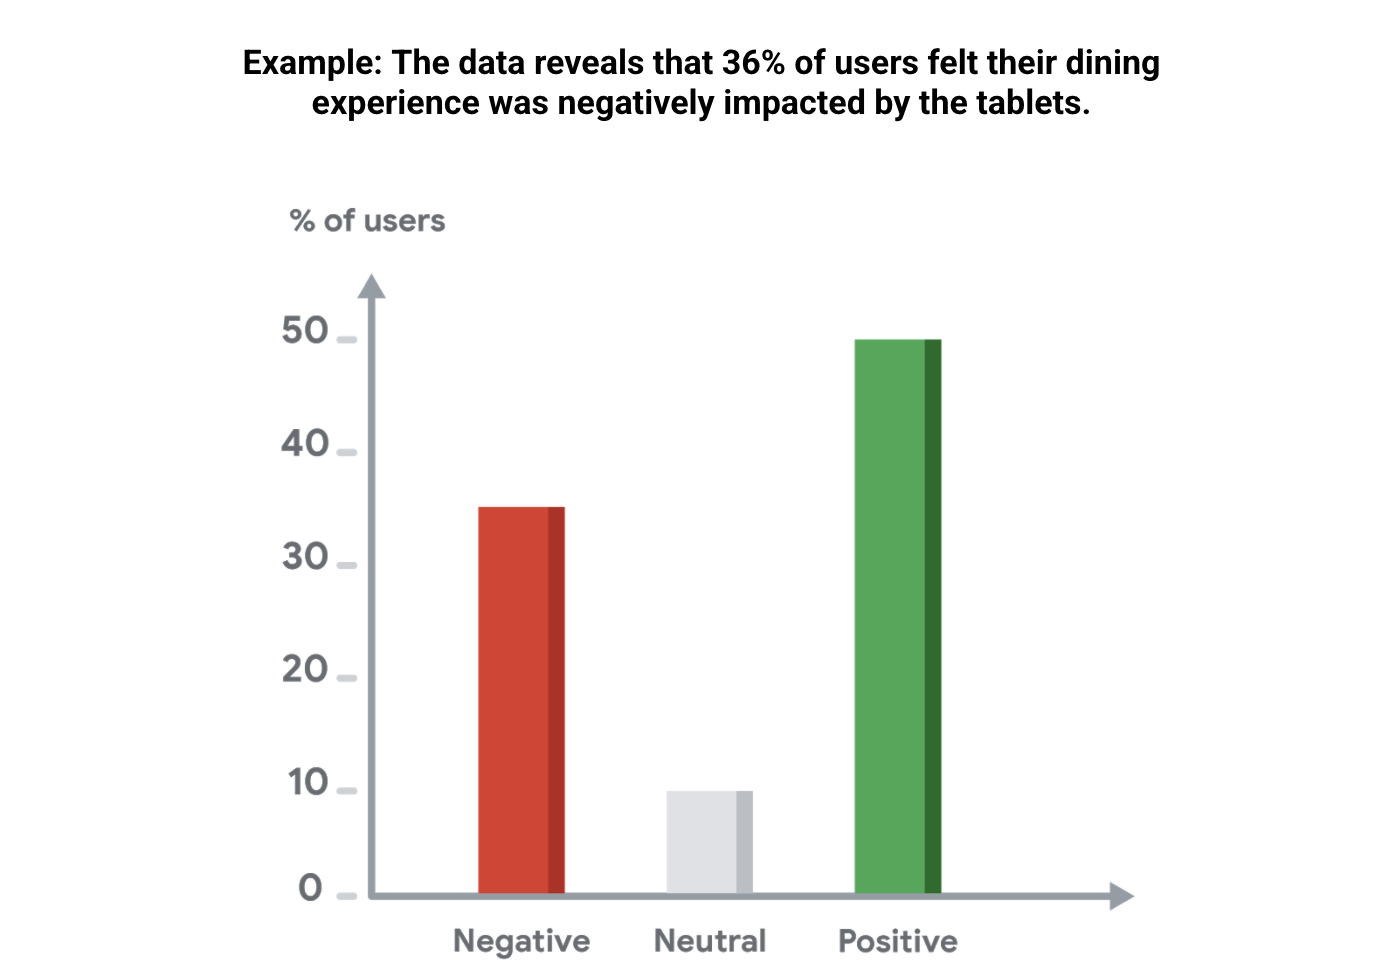 Example: The data reveals that 36% of users felt their dining
experience was negatively impacted by the tablets.
% of users
50
40
30
20
10
0
Negative Neutral Positive